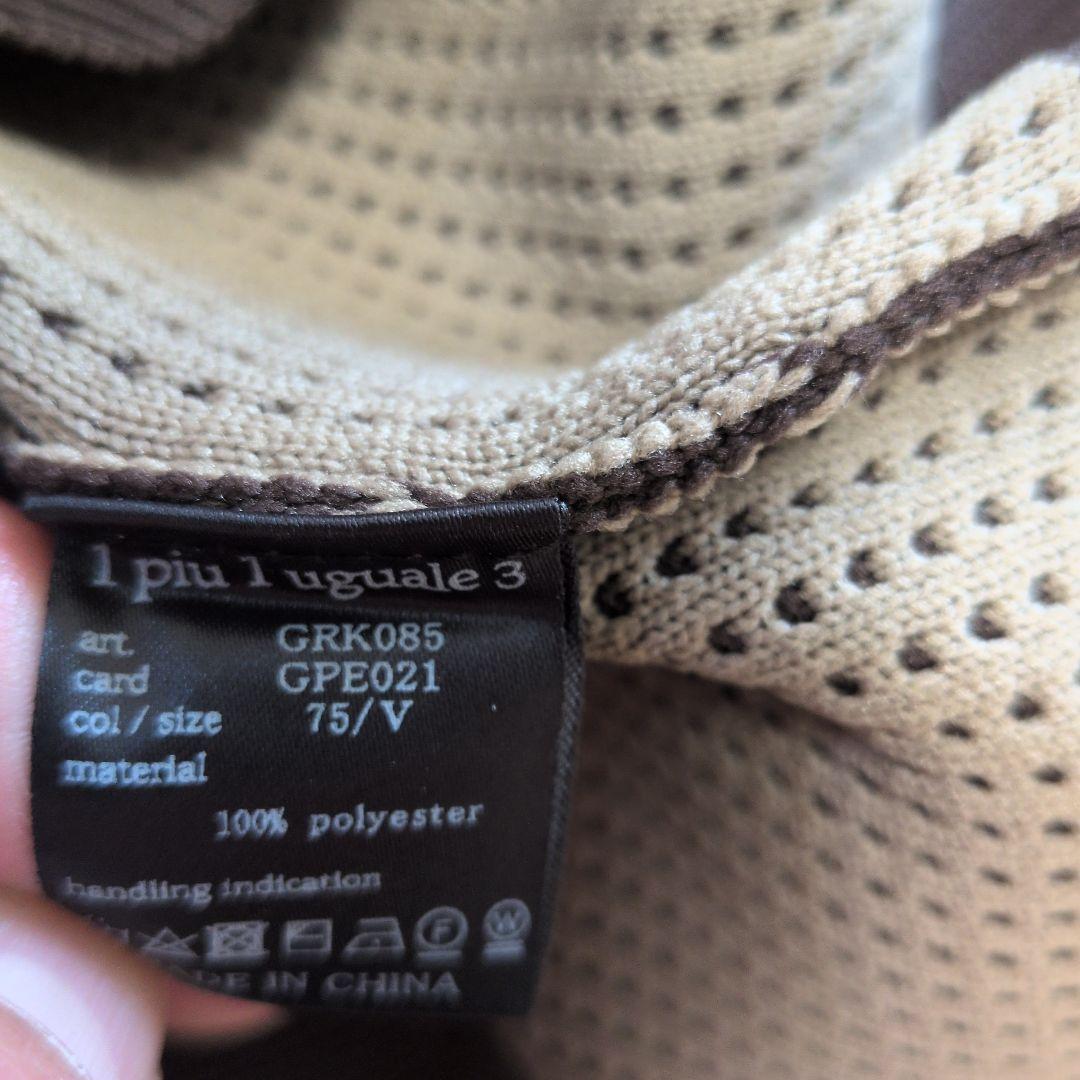 1 piu 1 uguale 3
art. GRK085
card GPE021
col/size 75/V
material
100% polyester
handling indication
F W
DE IN CHINA